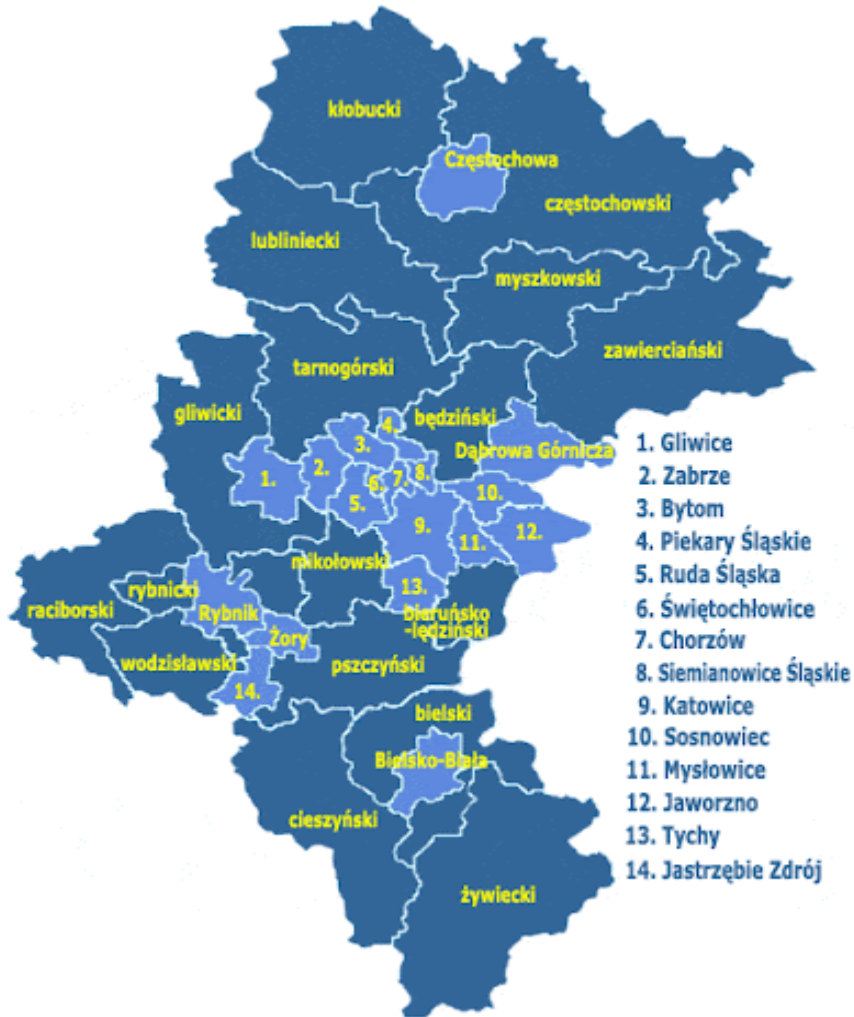 kłobucki
Częstochowa
częstochowski
lubliniecki
myszkowski
zawierciański
tarnogórski
gliwicki
będziński
Dąbrowa Górnicza
4.
3.
2.
1.
6.
7.
8.
5.
10.
9.
11.
12.
mikołowski
13.
rybnicki
Rybnik
raciborski
bieruńsko
-lędziński
Żory
wodzisławski
pszczyński
14.
bielski
Bielsko-Biała
cieszyński
żywiecki
1. Gliwice
2. Zabrze
3. Bytom
4. Piekary Śląskie
5. Ruda Śląska
6. Świętochłowice
7. Chorzów
8. Siemianowice Śląskie
9. Katowice
10. Sosnowiec
11. Mysłowice
12. Jaworzno
13. Tychy
14. Jastrzębie Zdrój